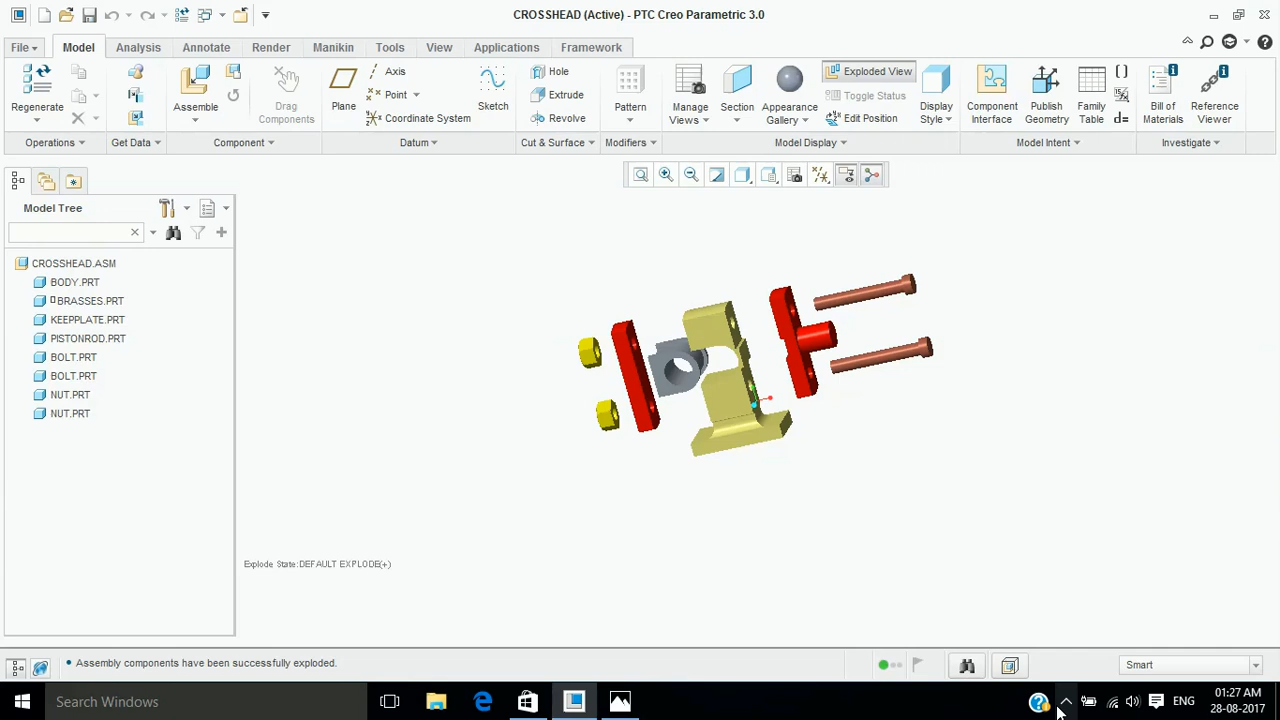 CROSSHEAD (Active) - PTC Creo Parametric 3.0
File Model Analysis Annotate Render Manikin Tools View Applications Framework
Regenerate
Operations
Get Data
Assemble
Drag Components
Component
Plane
Axis
Point
Coordinate System
Sketch
Datum
Hole
Extrude
Revolve
Cut & Surface
Pattern
Modifiers
Manage Views
Section
Appearance Gallery
Exploded View
Toggle Status
Edit Position
Display Style
Model Display
Component Interface
Publish Geometry
Family Table
d=
Model Intent
Bill of Materials
Reference Viewer
Investigate
Model Tree
CROSSHEAD.ASM
BODY.PRT
BRASSES.PRT
KEEPPLATE.PRT
PISTONROD.PRT
BOLT.PRT
BOLT.PRT
NUT.PRT
NUT.PRT
Explode State:DEFAULT EXPLODE(+)
• Assembly components have been successfully exploded.
Smart
Search Windows
ENG
01:27 AM
28-08-2017